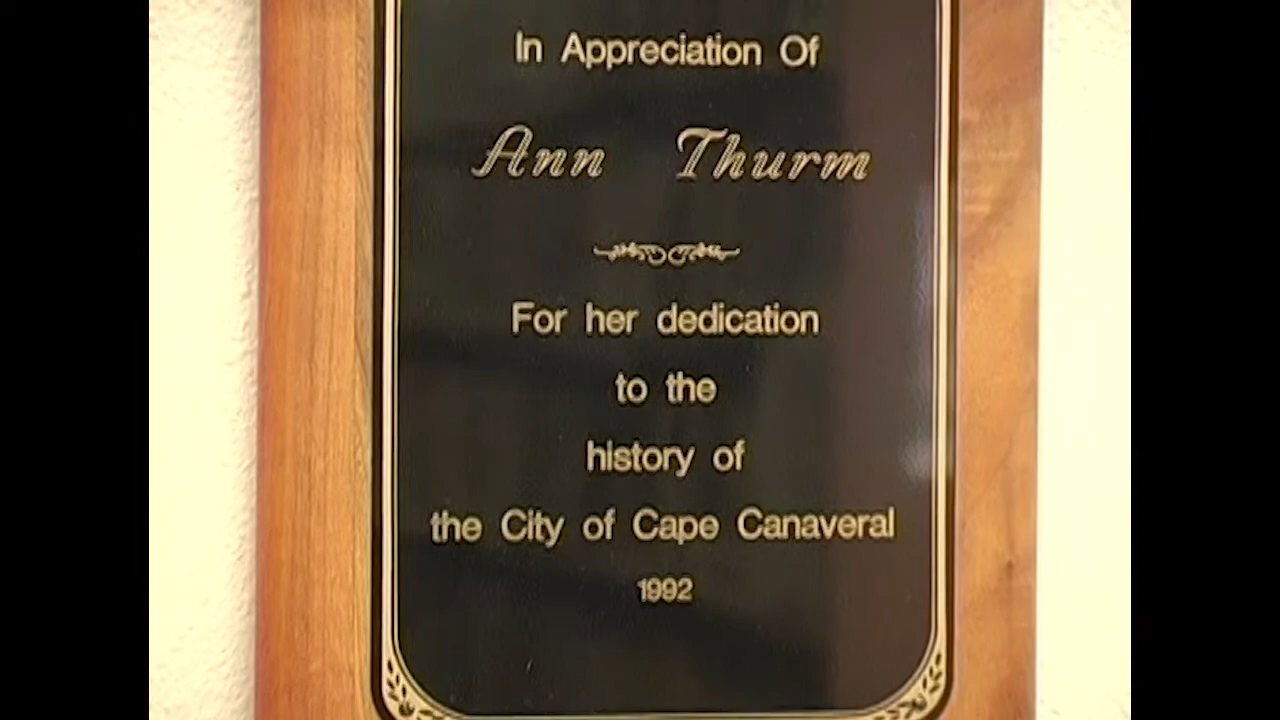 In Appreciation Of
Ann Thurm
For her dedication
to the
history of
the City of Cape Canaveral
1992